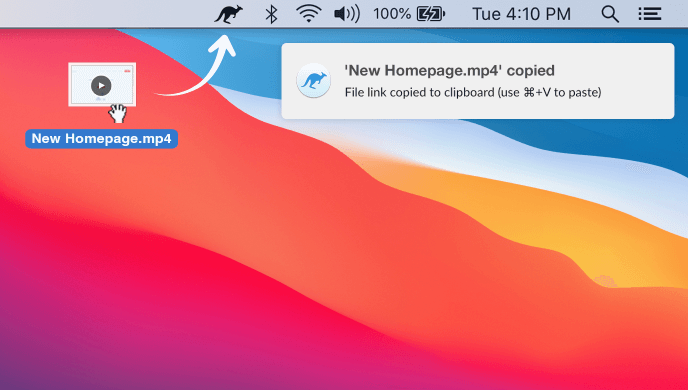 100%
Tue 4:10 PM
'New Homepage.mp4' copied
File link copied to clipboard (use ⌘+V to paste)
New Homepage.mp4